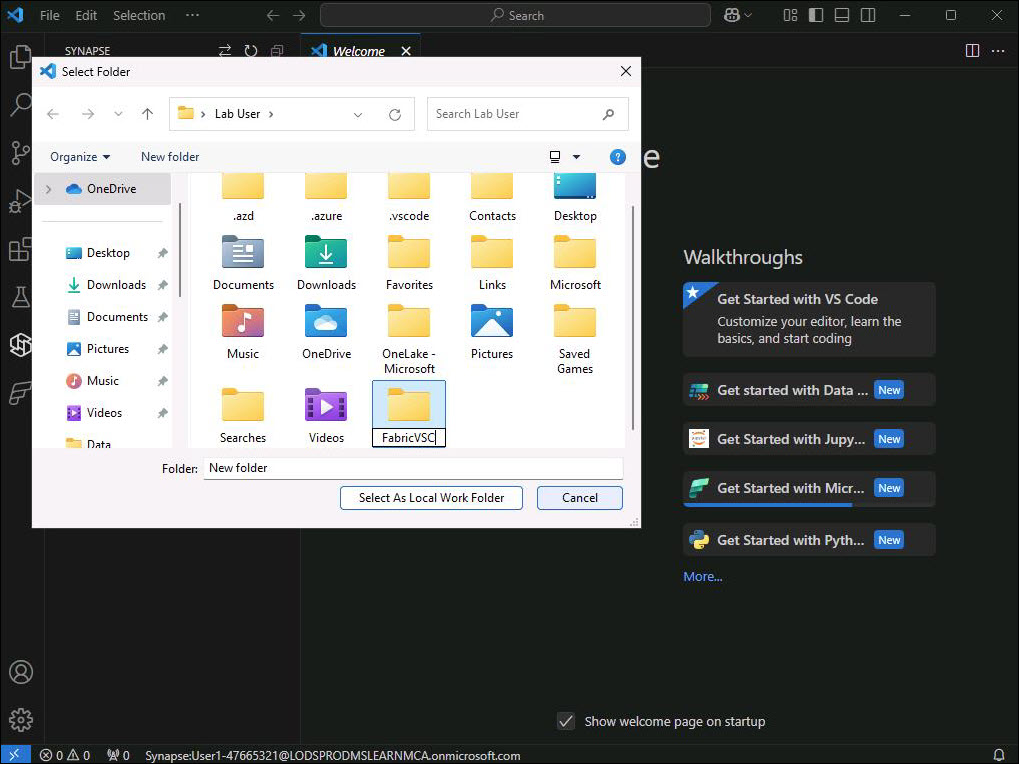 File Edit Selection ··· Search
SYNAPSE
Welcome
Select Folder
Lab User
Search Lab User
Organize New folder
OneDrive
Desktop
Downloads
Documents
Pictures
Music
Videos
Data
.azd .azure .vscode Contacts Desktop
Documents Downloads Favorites Links Microsoft
Music OneDrive OneLake - Pictures Saved
Microsoft Games
Searches Videos FabricVSC
Folder: New folder
Select As Local Work Folder Cancel
e
Walkthroughs
Get Started with VS Code
Customize your editor, learn the
basics, and start coding
Get started with Data ... New
Get Started with Jupy... New
Get Started with Micr... New
Get Started with Pyth... New
More...
Show welcome page on startup
0 0 0 Synapse:User1-47665321@LODSPRODMSLEARNMCA.onmicrosoft.com